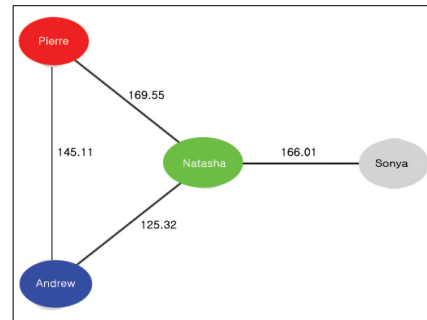 Pierre
169.55
145.11
Natasha
166.01
Sonya
125.32
Andrew